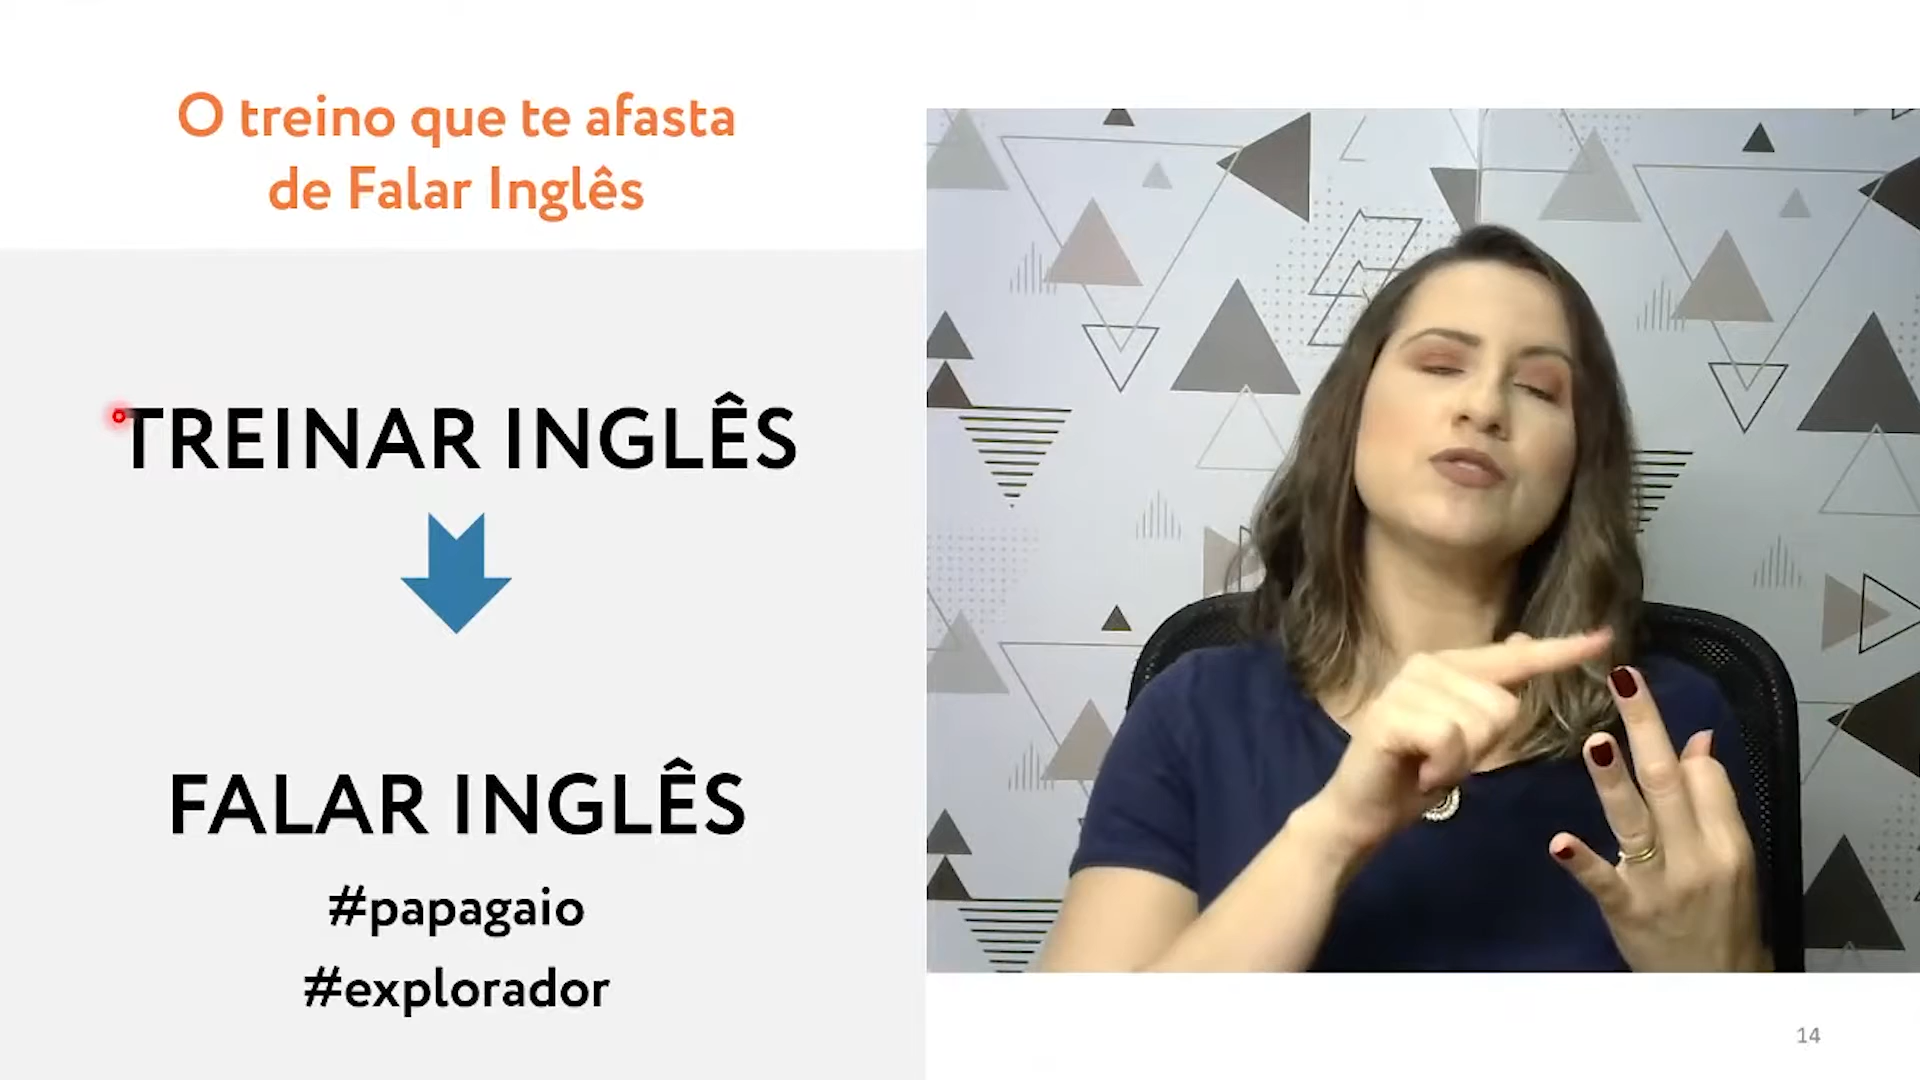 O treino que te afasta
de Falar Inglês
TREINAR INGLÊS
FALAR INGLÊS
#papagaio
#explorador
14